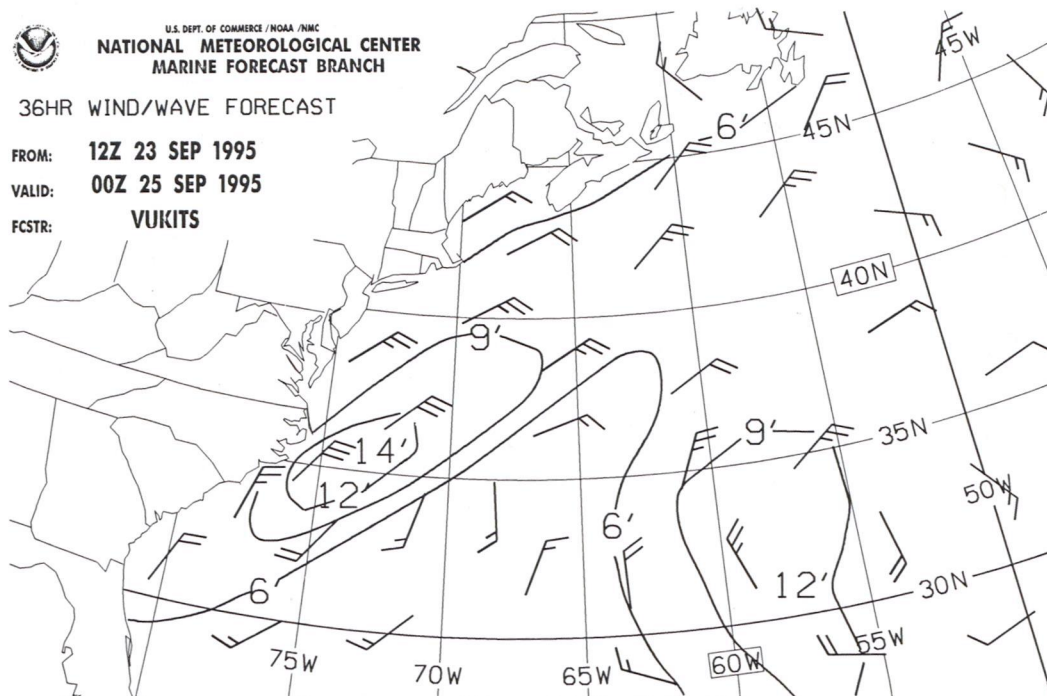 U.S. DEPT. OF COMMERCE / NOAA / NMC
NATIONAL METEOROLOGICAL CENTER
MARINE FORECAST BRANCH
36HR WIND/WAVE FORECAST
FROM: 12Z 23 SEP 1995
VALID: 00Z 25 SEP 1995
FCSTR: VUKITS
45W
6'
45N
40N
9'
9'
35N
14'
12'
50W
6'
6'
12'
30N
75W
70W
65W
60W
55W